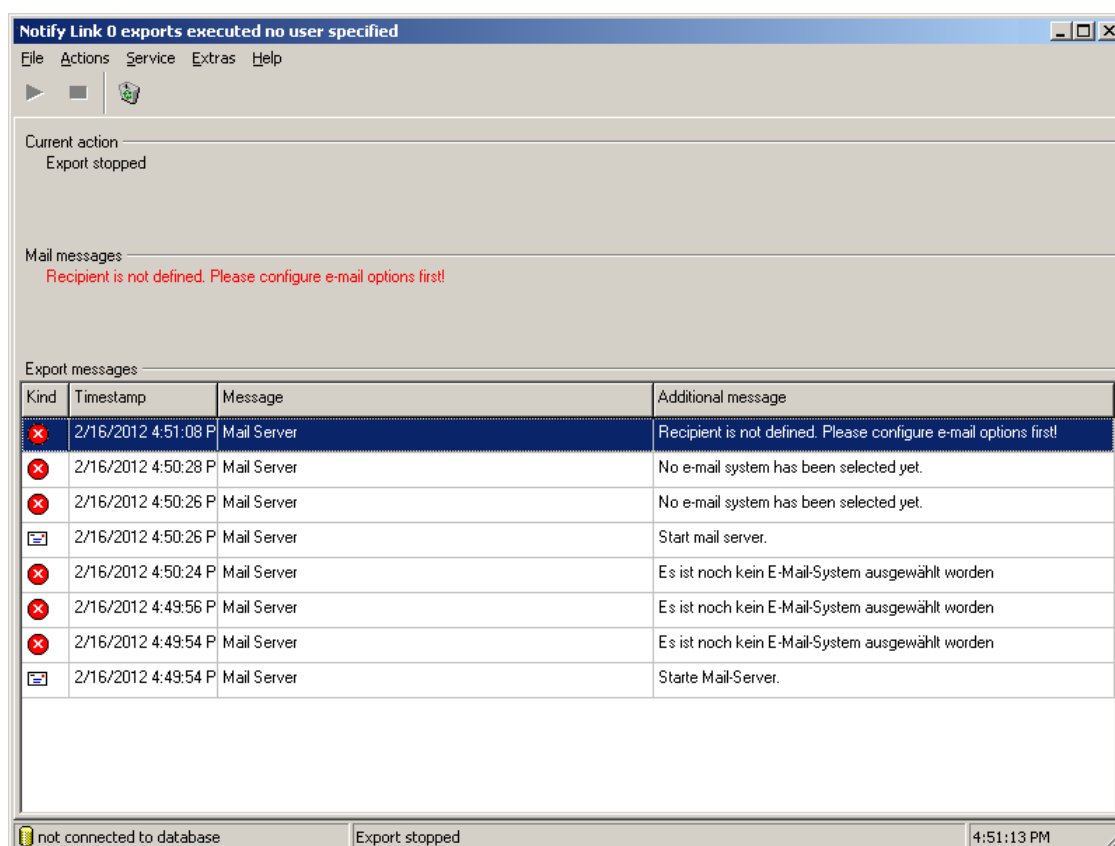 Notify Link 0 exports executed no user specified
File Actions Service Extras Help
Current action
Export stopped
Mail messages
Recipient is not defined. Please configure e-mail options first!
Export messages
Kind Timestamp Message Additional message
2/16/2012 4:51:08 P Mail Server Recipient is not defined. Please configure e-mail options first!
2/16/2012 4:50:28 P Mail Server No e-mail system has been selected yet.
2/16/2012 4:50:26 P Mail Server No e-mail system has been selected yet.
2/16/2012 4:50:26 P Mail Server Start mail server.
2/16/2012 4:50:24 P Mail Server Es ist noch kein E-Mail-System ausgewählt worden
2/16/2012 4:49:56 P Mail Server Es ist noch kein E-Mail-System ausgewählt worden
2/16/2012 4:49:54 P Mail Server Es ist noch kein E-Mail-System ausgewählt worden
2/16/2012 4:49:54 P Mail Server Starte Mail-Server.
not connected to database Export stopped 4:51:13 PM